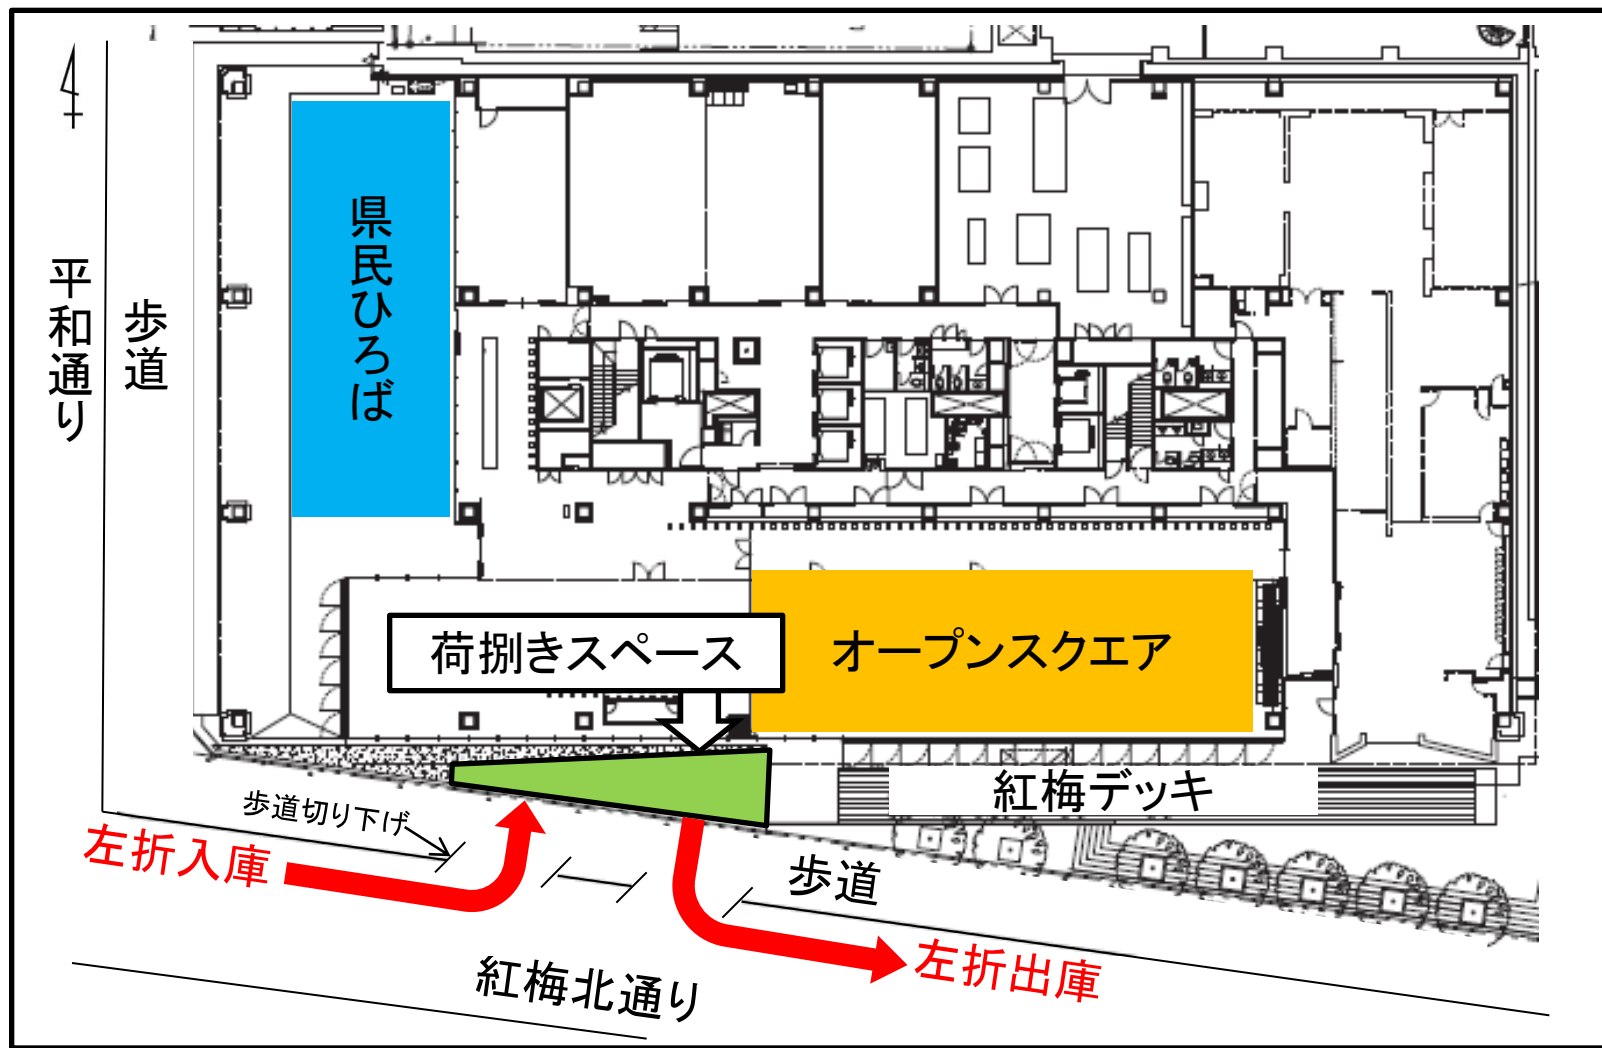 県民ひろば
平和通り
歩道
荷捌きスペース
オープンスクエア
紅梅デッキ
歩道切り下げ
左折入庫
歩道
左折出庫
紅梅北通り